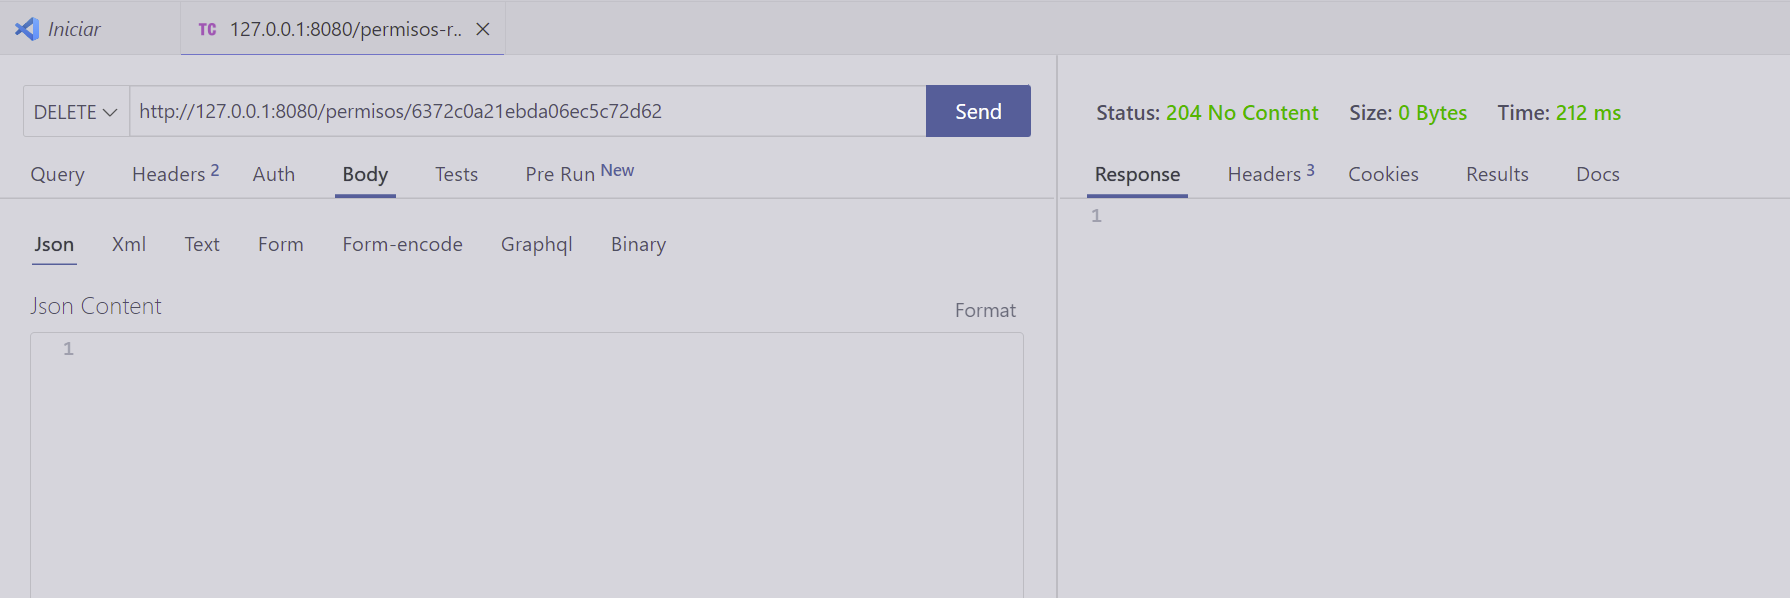 Iniciar
TC 127.0.0.1:8080/permisos-r..
DELETE http://127.0.0.1:8080/permisos/6372c0a21ebda06ec5c72d62 Send
Query Headers 2 Auth Body Tests Pre Run New
Json Xml Text Form Form-encode Graphql Binary
Json Content Format
1
Status: 204 No Content Size: 0 Bytes Time: 212 ms
Response Headers 3 Cookies Results Docs
1